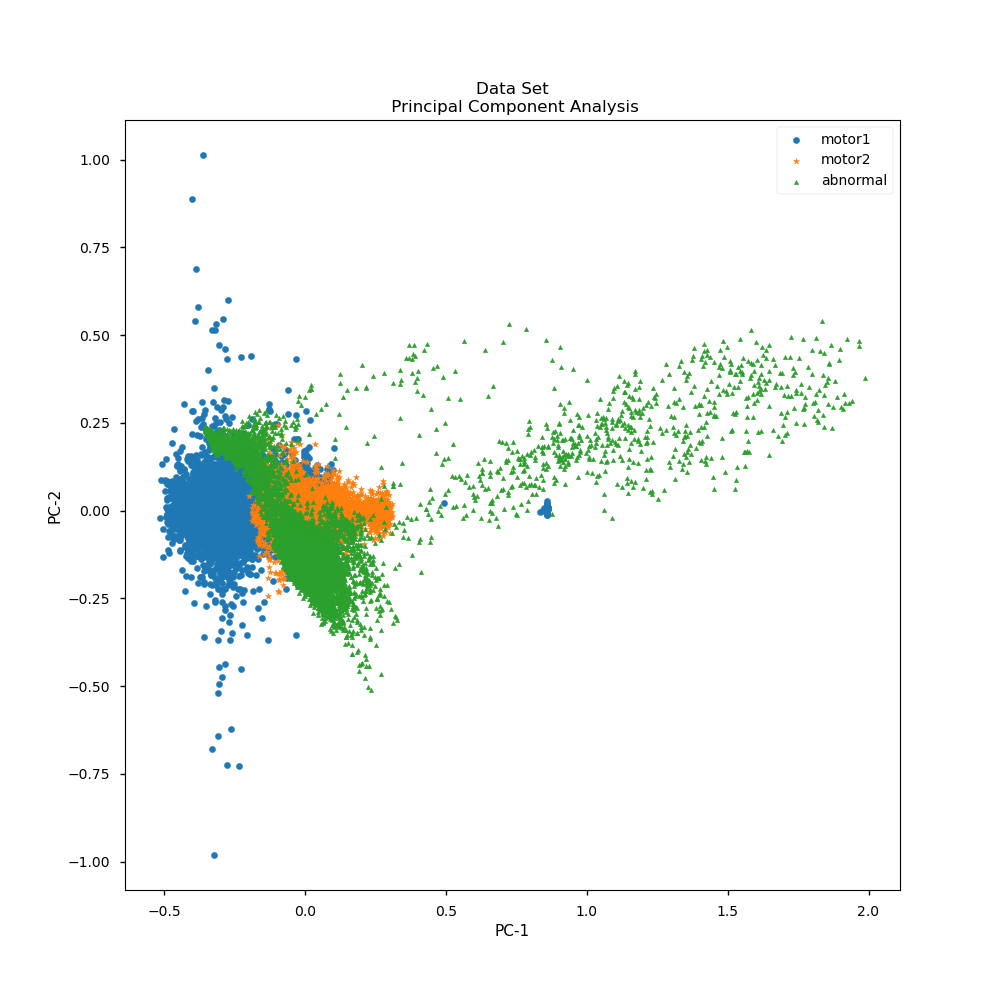 Data Set
Principal Component Analysis
motor1
motor2
abnormal
1.00
0.75
0.50
0.25
0.00
−0.25
−0.50
−0.75
−1.00
PC-2
−0.5
0.0
0.5
1.0
1.5
2.0
PC-1